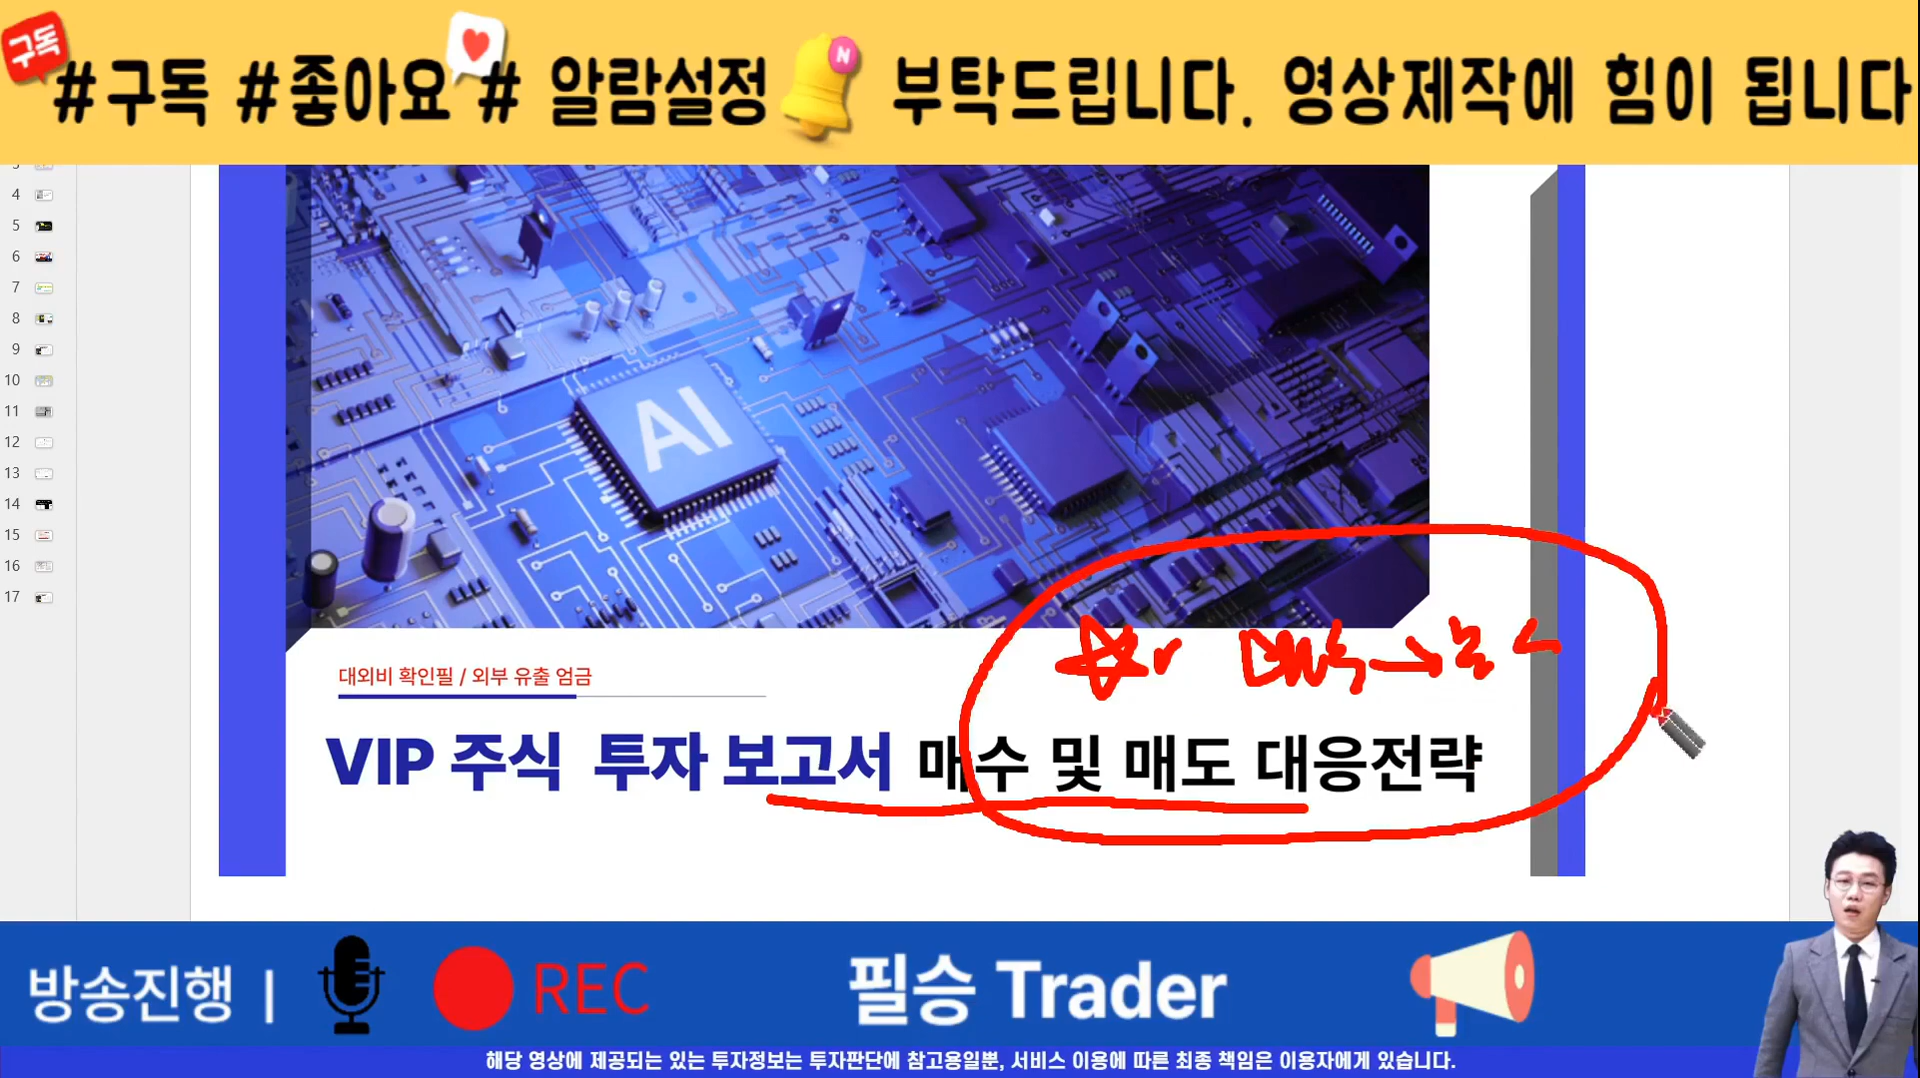 구독
#구독 #좋아요 # 알람설정 N 부탁드립니다. 영상제작에 힘이 됩니다
4
5
6
7
8
9
10
11
12
13
14
15
16
17
AI
대외비 확인필 / 외부 유출 엄금
VIP 주식 투자 보고서 매수 및 매도 대응전략
방송진행 | REC 필승 Trader
해당 영상에 제공되는 있는 투자정보는 투자판단에 참고용일뿐, 서비스 이용에 따른 최종 책임은 이용자에게 있습니다.